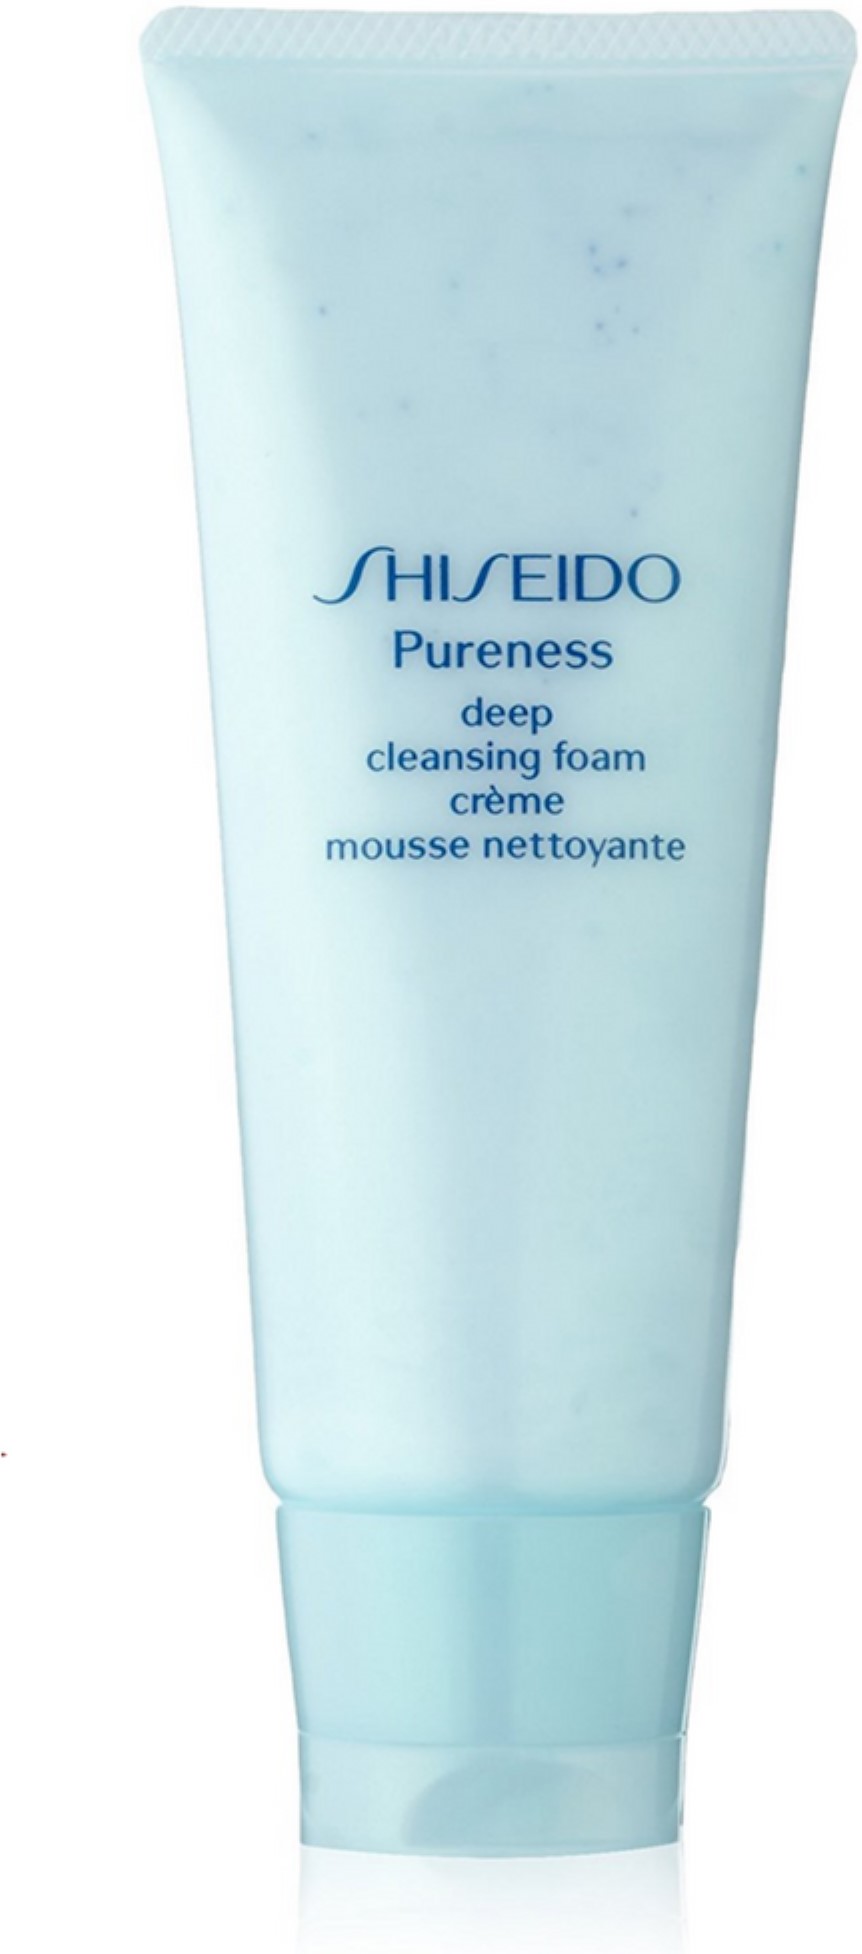 SHISEIDO
Pureness
deep
cleansing foam
crème
mousse nettoyante